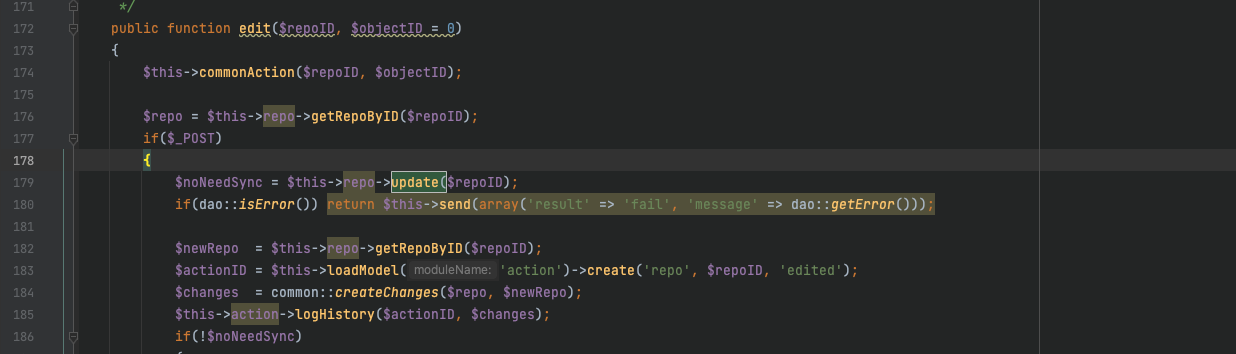 171 */
172 public function edit($repoID, $objectID = 0)
173 {
174 $this->commonAction($repoID, $objectID);
175
176 $repo = $this->repo->getRepoByID($repoID);
177 if($_POST)
178 {
179 $noNeedSync = $this->repo->update($repoID);
180 if(dao::isError()) return $this->send(array('result' => 'fail', 'message' => dao::getError()));
181
182 $newRepo  = $this->repo->getRepoByID($repoID);
183 $actionID = $this->loadModel( moduleName: 'action')->create('repo', $repoID, 'edited');
184 $changes  = common::createChanges($repo, $newRepo);
185 $this->action->logHistory($actionID, $changes);
186 if(!$noNeedSync)